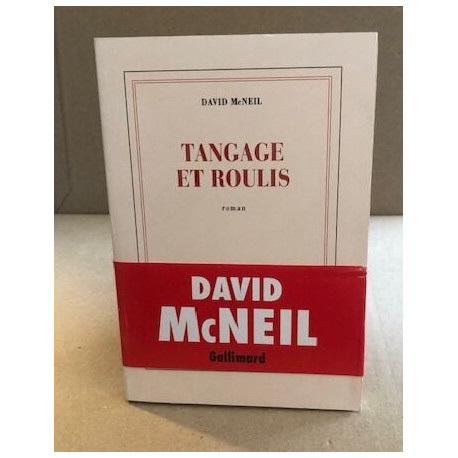 DAVID McNEIL
TANGAGE
ET ROULIS
roman
DAVID
McNEIL
Gallimard